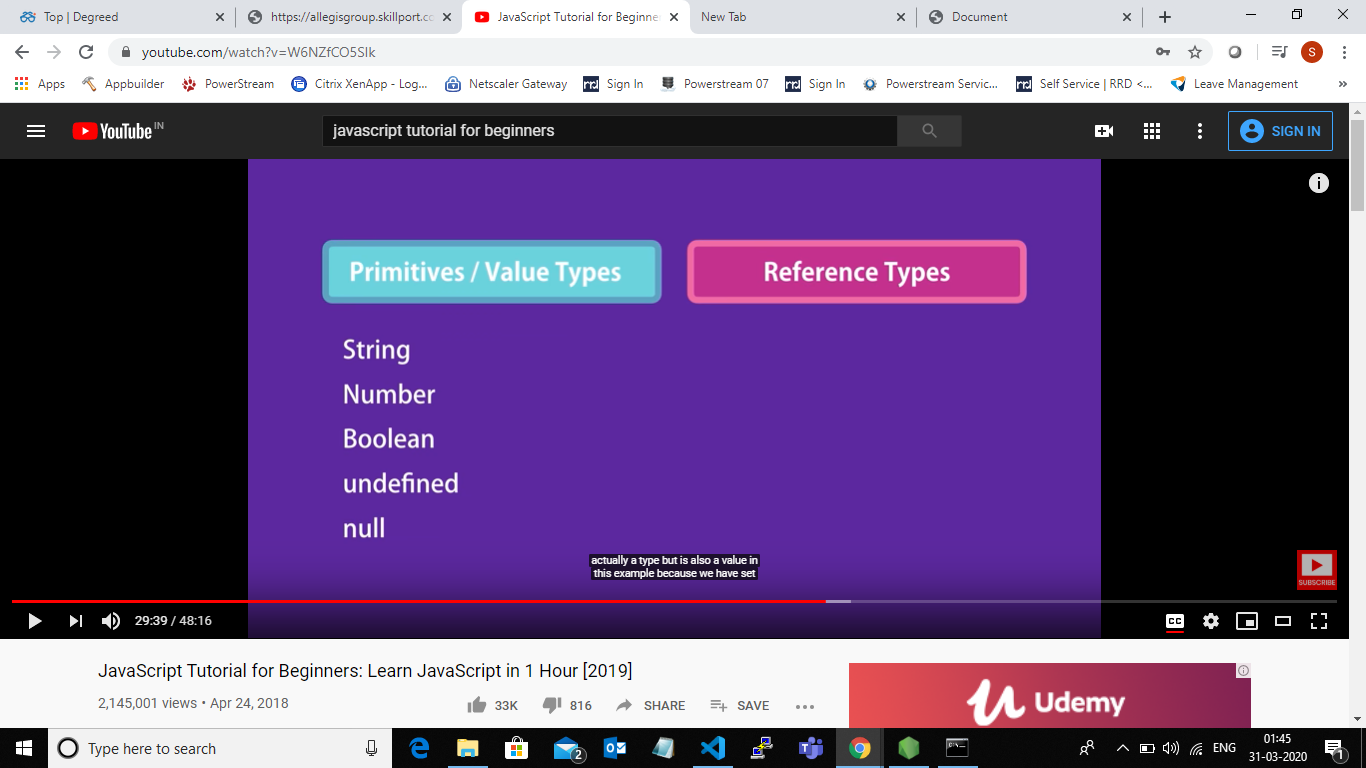 Top | Degreed
https://allegisgroup.skillport.cc
JavaScript Tutorial for Beginne
New Tab
Document
youtube.com/watch?v=W6NZfCO5SIk
S
Apps
Appbuilder
PowerStream
Citrix XenApp - Log...
Netscaler Gateway
rrd
Sign In
Powerstream 07
rrd
Sign In
Powerstream Servic...
rrd
Self Service | RRD <...
Leave Management
»
YouTube IN
javascript tutorial for beginners
SIGN IN
i
Primitives / Value Types
Reference Types
String
Number
Boolean
undefined
null
actually a type but is also a value in
this example because we have set
SUBSCRIBE
29:39 / 48:16
CC
JavaScript Tutorial for Beginners: Learn JavaScript in 1 Hour [2019]
2,145,001 views • Apr 24, 2018
33K
816
SHARE
SAVE
Udemy
Type here to search
2
ENG
01:45
31-03-2020
1